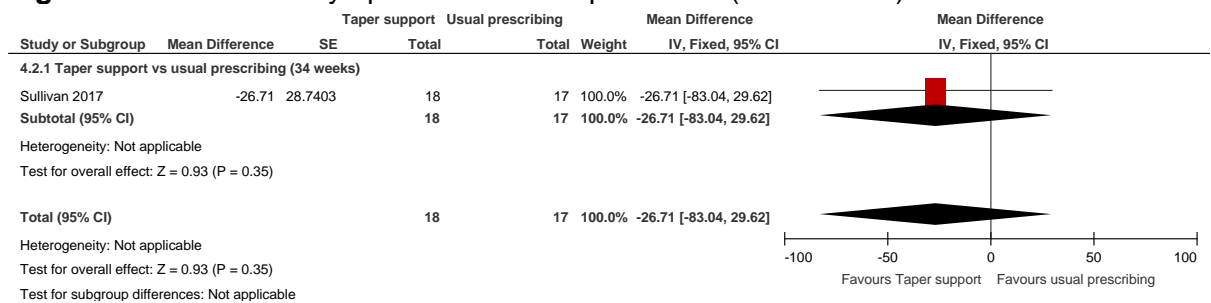 Taper support Usual prescribing Mean Difference Mean Difference
Study or Subgroup Mean Difference SE Total Total Weight IV, Fixed, 95% CI IV, Fixed, 95% CI
4.2.1 Taper support vs usual prescribing (34 weeks)
Sullivan 2017 -26.71 28.7403 18 17 100.0% -26.71 [-83.04, 29.62]
Subtotal (95% CI) 18 17 100.0% -26.71 [-83.04, 29.62]
Heterogeneity: Not applicable
Test for overall effect: Z = 0.93 (P = 0.35)
Total (95% CI) 18 17 100.0% -26.71 [-83.04, 29.62]
Heterogeneity: Not applicable
Test for overall effect: Z = 0.93 (P = 0.35)
Test for subgroup differences: Not applicable
-100 -50 0 50 100
Favours Taper support Favours usual prescribing